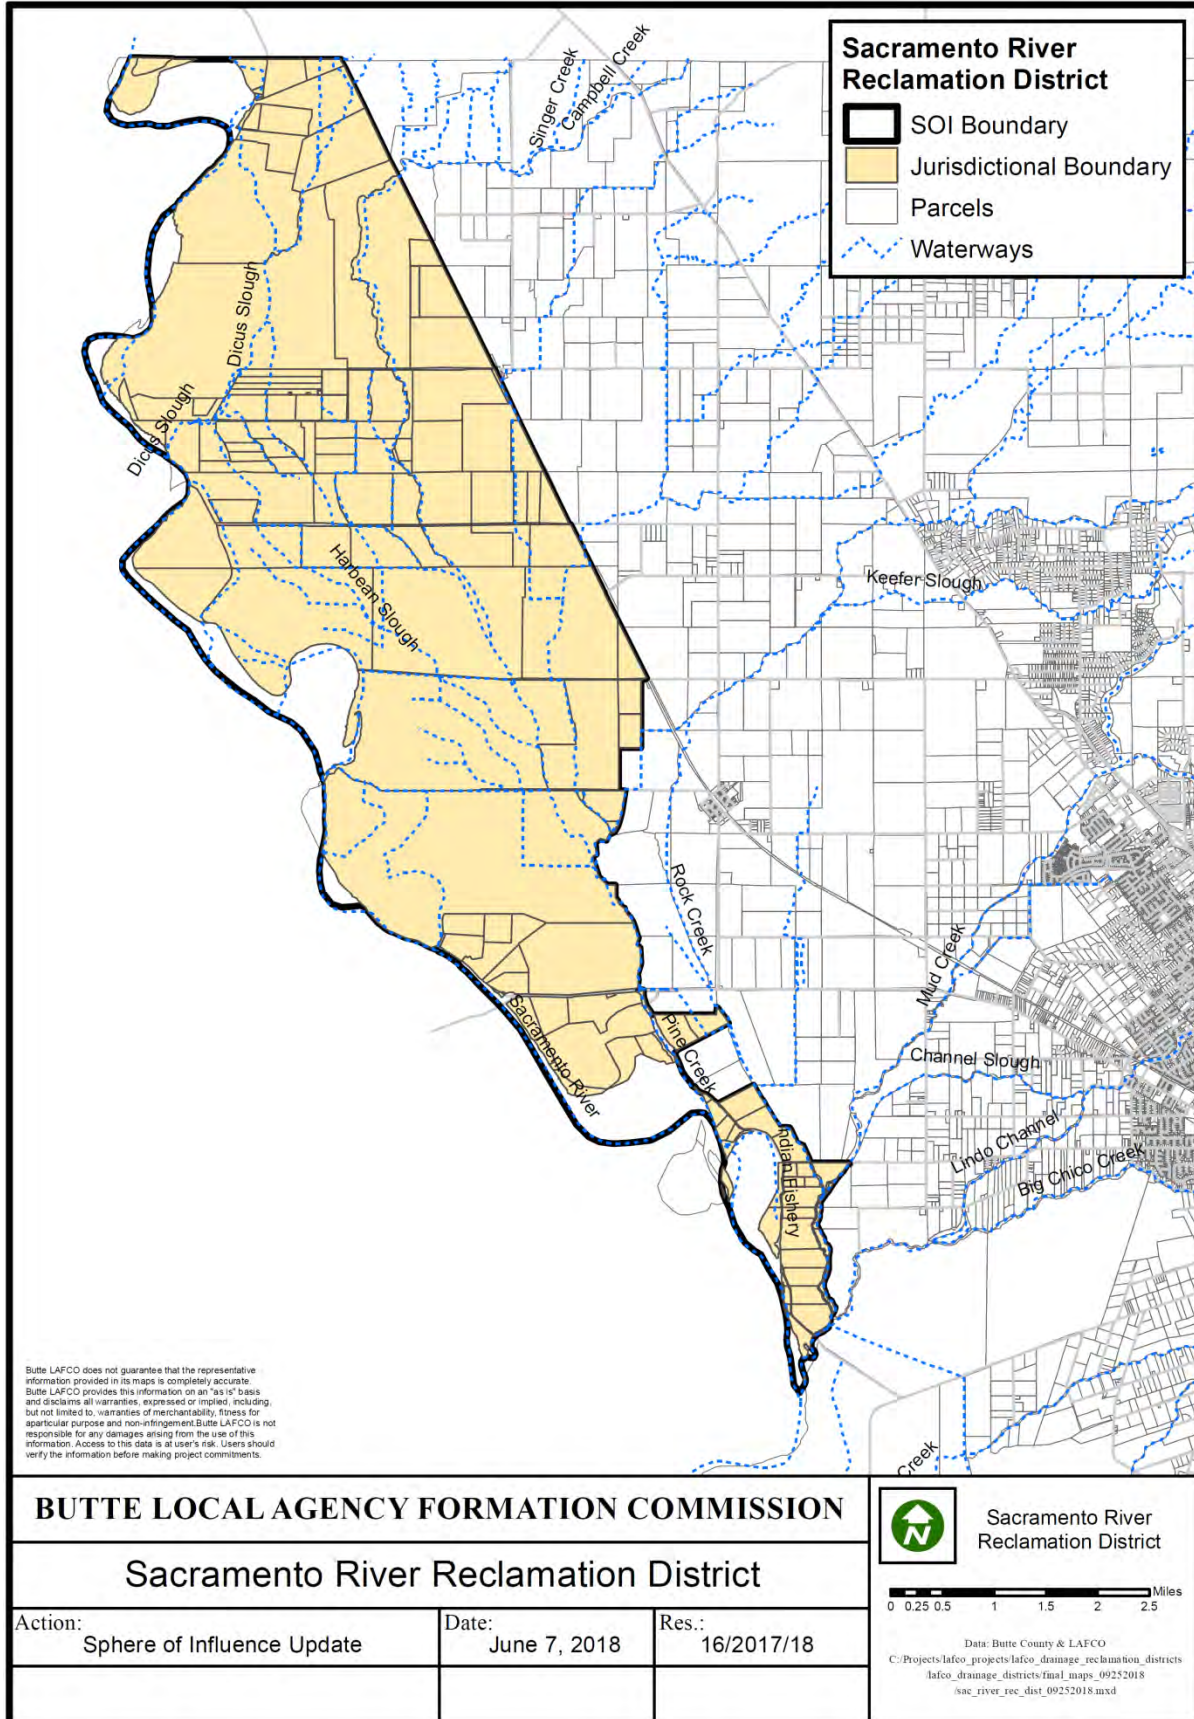 Sacramento River
Reclamation District
SOI Boundary
Jurisdictional Boundary
Parcels
Waterways
Singer Creek
Campbell Creek
Dicus Slough
Dicus Slough
Harbean Slough
Keefer Slough
Rock Creek
Mud Creek
Pine Creek
Sacramento River
Channel Slough
Lindo Channel
Big Chico Creek
Indian Fishery
Creek
Butte LAFCO does not guarantee that the representative
information provided in its maps is completely accurate.
Butte LAFCO provides this information on an "as is" basis
and disclaims all warranties, expressed or implied, including,
but not limited to, warranties of merchantability, fitness for
aparticular purpose and non-infringement.Butte LAFCO is not
responsible for any damages arising from the use of this
information. Access to this data is at user's risk. Users should
verify the information before making project commitments.
BUTTE LOCAL AGENCY FORMATION COMMISSION
Sacramento River Reclamation District
Action:
Sphere of Influence Update
Date:
June 7, 2018
Res.:
16/2017/18
N
Sacramento River
Reclamation District
Miles
0 0.25 0.5 1 1.5 2 2.5
Data: Butte County & LAFCO
C:/Projects/lafco_projects/lafco_drainage_reclamation_districts
/lafco_drainage_districts/final_maps_09252018
/sac_river_rec_dist_09252018.mxd